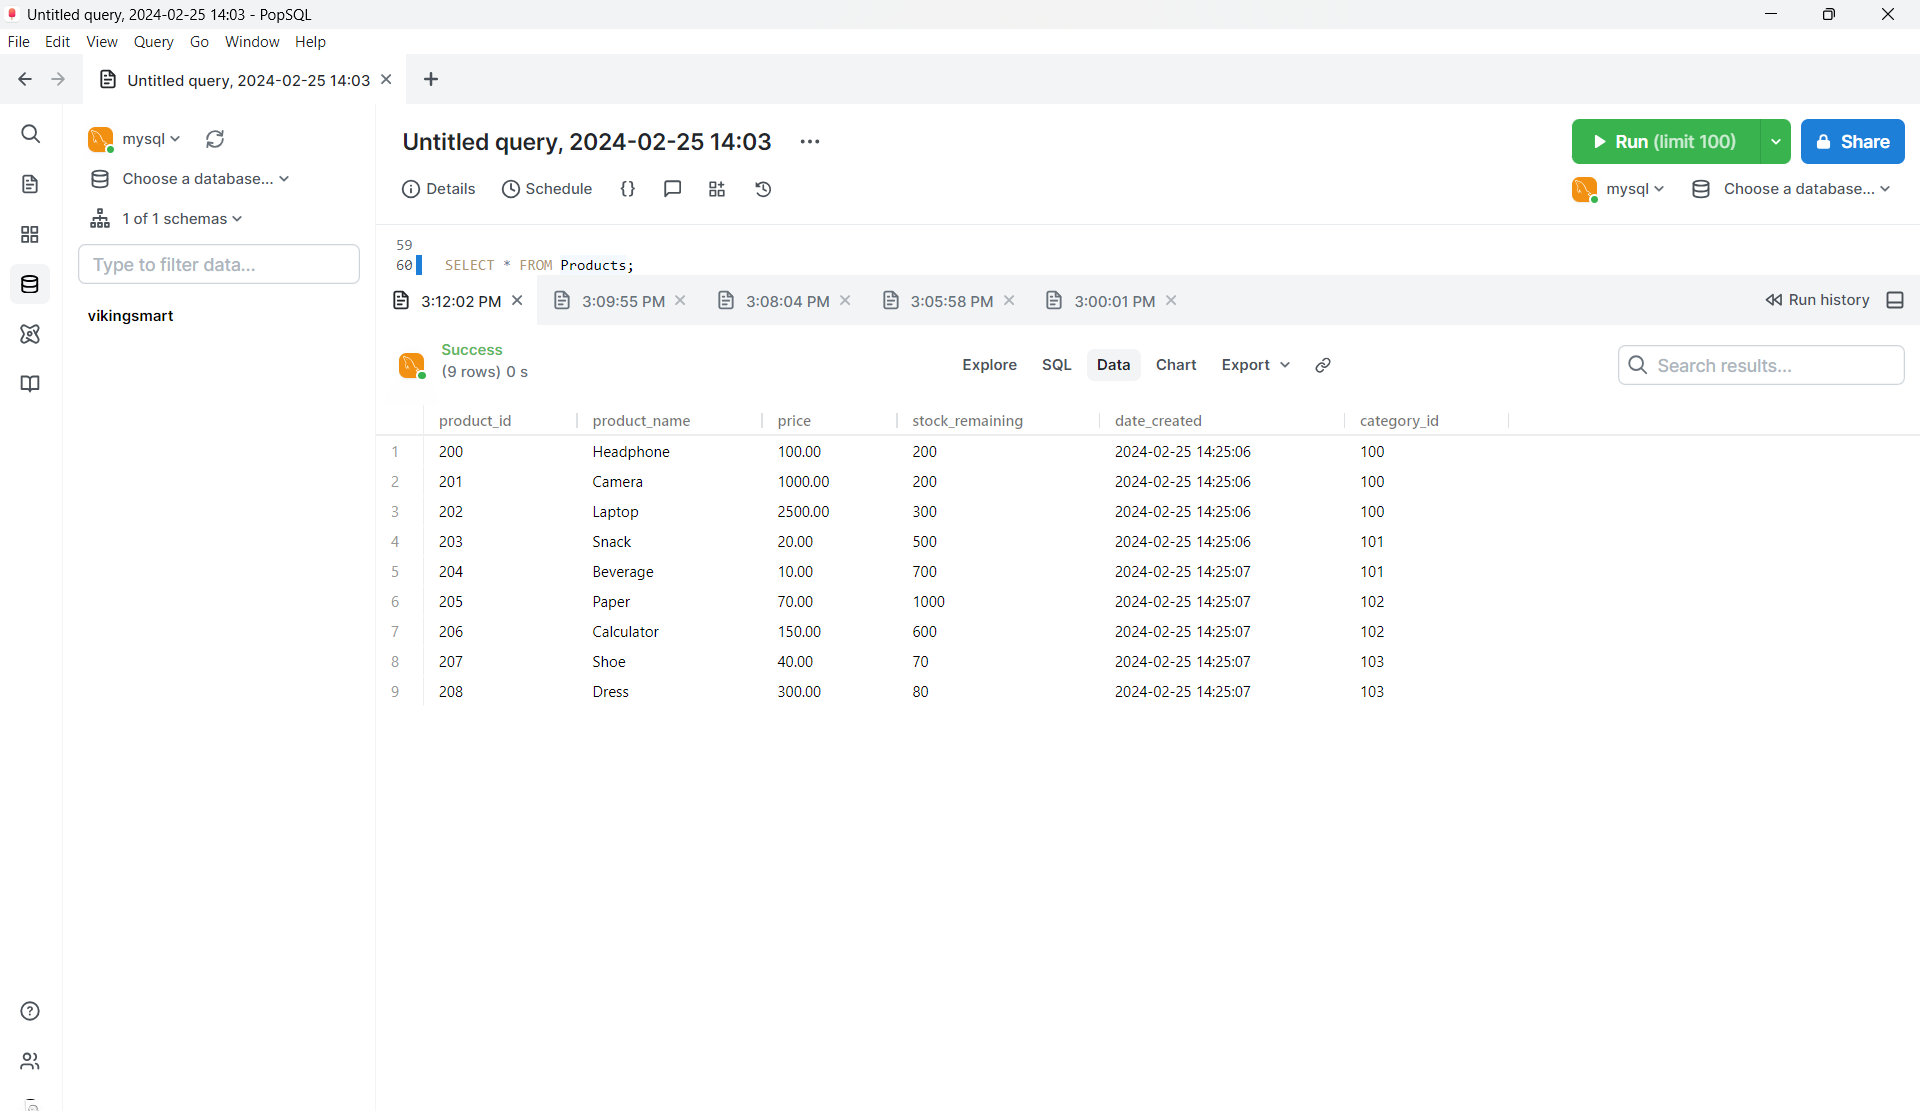 Untitled query, 2024-02-25 14:03 - PopSQL
File Edit View Query Go Window Help
Untitled query, 2024-02-25 14:03
mysql
Choose a database...
1 of 1 schemas
Type to filter data...
vikingsmart
Untitled query, 2024-02-25 14:03 ...
Run (limit 100) Share
Details Schedule {}
mysql Choose a database...
59
60 SELECT * FROM Products;
3:12:02 PM 3:09:55 PM 3:08:04 PM 3:05:58 PM 3:00:01 PM Run history
Success
(9 rows) 0 s
Explore SQL Data Chart Export Search results...
product_id product_name price stock_remaining date_created category_id
1 200 Headphone 100.00 200 2024-02-25 14:25:06 100
2 201 Camera 1000.00 200 2024-02-25 14:25:06 100
3 202 Laptop 2500.00 300 2024-02-25 14:25:06 100
4 203 Snack 20.00 500 2024-02-25 14:25:06 101
5 204 Beverage 10.00 700 2024-02-25 14:25:07 101
6 205 Paper 70.00 1000 2024-02-25 14:25:07 102
7 206 Calculator 150.00 600 2024-02-25 14:25:07 102
8 207 Shoe 40.00 70 2024-02-25 14:25:07 103
9 208 Dress 300.00 80 2024-02-25 14:25:07 103